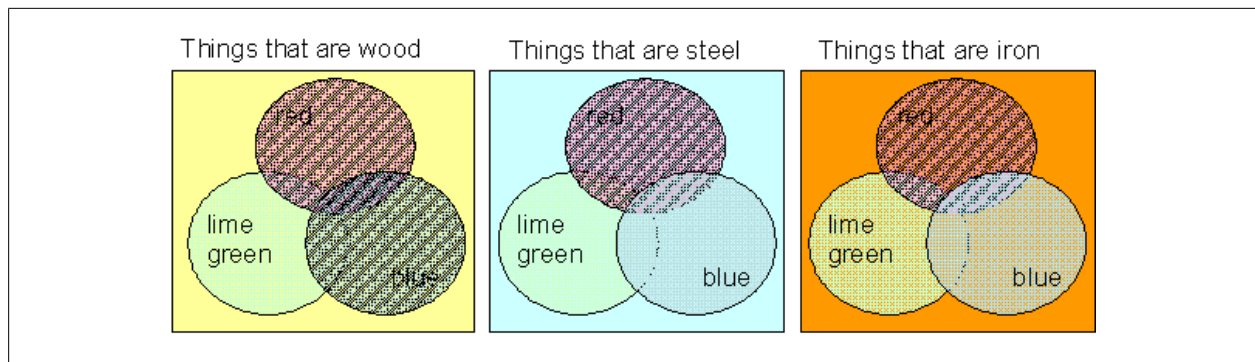 Things that are wood
Things that are steel
Things that are iron
red
lime
green
blue
red
lime
green
blue
red
lime
green
blue